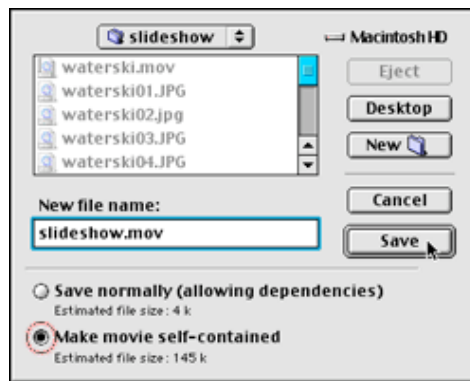 slideshow
Macintosh HD
waterski.mov
waterski01.JPG
waterski02.jpg
waterski03.JPG
waterski04.JPG
Eject
Desktop
New
New file name:
slideshow.mov
Cancel
Save
Save normally (allowing dependencies)
Estimated file size: 4 k
Make movie self-contained
Estimated file size: 145 k